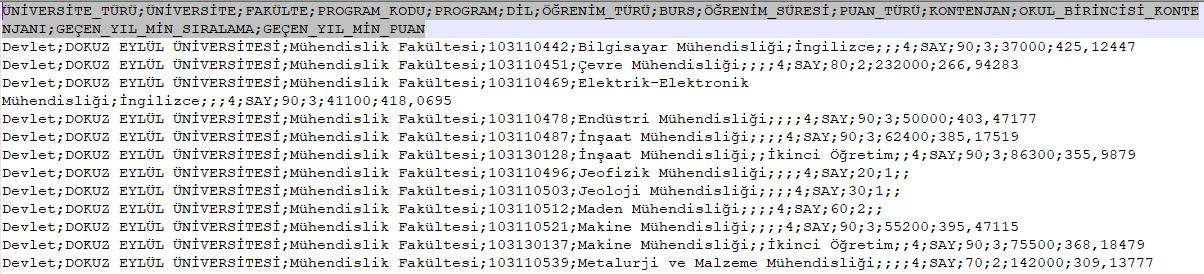 ÜNİVERSİTE_TÜRÜ;ÜNİVERSİTE;FAKÜLTE;PROGRAM_KODU;PROGRAM;DİL;ÖĞRENİM_TÜRÜ;BURS;ÖĞRENİM_SÜRESİ;PUAN_TÜRÜ;KONTENJAN;OKUL_BİRİNCİSİ_KONTE
NJANI;GEÇEN_YIL_MİN_SIRALAMA;GEÇEN_YIL_MİN_PUAN
Devlet;DOKUZ EYLÜL ÜNİVERSİTESİ;Mühendislik Fakültesi;103110442;Bilgisayar Mühendisliği;İngilizce;;;4;SAY;90;3;37000;425,12447
Devlet;DOKUZ EYLÜL ÜNİVERSİTESİ;Mühendislik Fakültesi;103110451;Çevre Mühendisliği;;;;4;SAY;80;2;232000;266,94283
Devlet;DOKUZ EYLÜL ÜNİVERSİTESİ;Mühendislik Fakültesi;103110469;Elektrik-Elektronik
Mühendisliği;İngilizce;;;4;SAY;90;3;41100;418,0695
Devlet;DOKUZ EYLÜL ÜNİVERSİTESİ;Mühendislik Fakültesi;103110478;Endüstri Mühendisliği;;;;4;SAY;90;3;50000;403,47177
Devlet;DOKUZ EYLÜL ÜNİVERSİTESİ;Mühendislik Fakültesi;103110487;İnşaat Mühendisliği;;;;4;SAY;90;3;62400;385,17519
Devlet;DOKUZ EYLÜL ÜNİVERSİTESİ;Mühendislik Fakültesi;103130128;İnşaat Mühendisliği;;İkinci Öğretim;;4;SAY;90;3;86300;355,9879
Devlet;DOKUZ EYLÜL ÜNİVERSİTESİ;Mühendislik Fakültesi;103110496;Jeofizik Mühendisliği;;;;4;SAY;20;1;;
Devlet;DOKUZ EYLÜL ÜNİVERSİTESİ;Mühendislik Fakültesi;103110503;Jeoloji Mühendisliği;;;;4;SAY;30;1;;
Devlet;DOKUZ EYLÜL ÜNİVERSİTESİ;Mühendislik Fakültesi;103110512;Maden Mühendisliği;;;;4;SAY;60;2;;
Devlet;DOKUZ EYLÜL ÜNİVERSİTESİ;Mühendislik Fakültesi;103110521;Makine Mühendisliği;;;;4;SAY;90;3;55200;395,47115
Devlet;DOKUZ EYLÜL ÜNİVERSİTESİ;Mühendislik Fakültesi;103130137;Makine Mühendisliği;;İkinci Öğretim;;4;SAY;90;3;75500;368,18479
Devlet;DOKUZ EYLÜL ÜNİVERSİTESİ;Mühendislik Fakültesi;103110539;Metalurji ve Malzeme Mühendisliği;;;;4;SAY;70;2;142000;309,13777